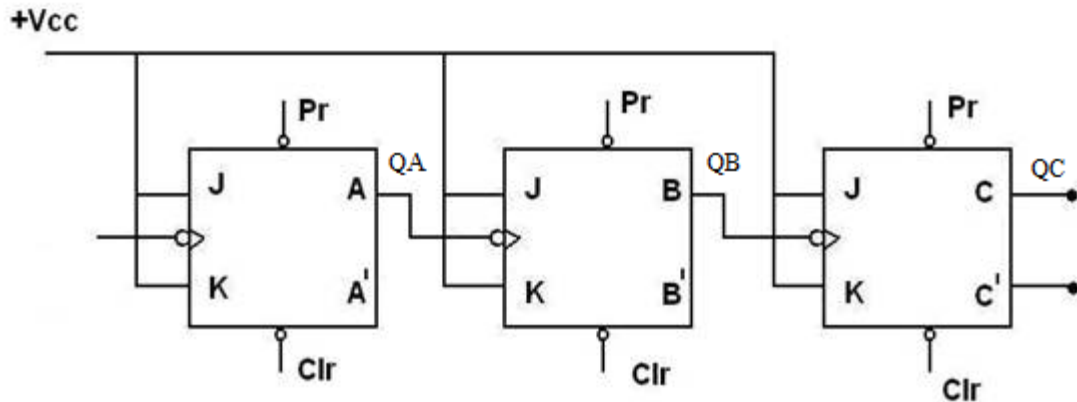 +Vcc
Pr Pr Pr
J A QA J B QB J C QC
K A' K B' K C'
Clr Clr Clr